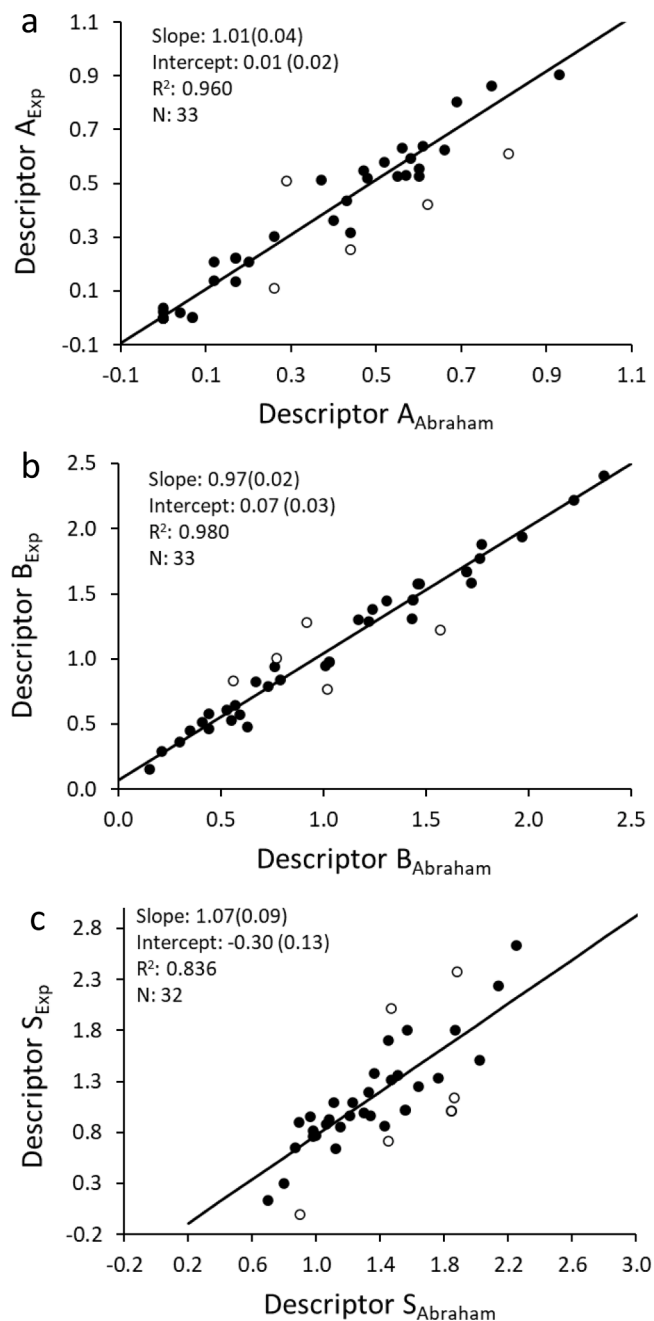 a
Slope: 1.01(0.04)
Intercept: 0.01 (0.02)
R²: 0.960
N: 33
Descriptor A_Exp
1.1
0.9
0.7
0.5
0.3
0.1
-0.1
-0.1 0.1 0.3 0.5 0.7 0.9 1.1
Descriptor A_Abraham
b
Slope: 0.97(0.02)
Intercept: 0.07 (0.03)
R²: 0.980
N: 33
Descriptor B_Exp
2.5
2.0
1.5
1.0
0.5
0.0
0.0 0.5 1.0 1.5 2.0 2.5
Descriptor B_Abraham
c
Slope: 1.07(0.09)
Intercept: -0.30 (0.13)
R²: 0.836
N: 32
Descriptor S_Exp
2.8
2.3
1.8
1.3
0.8
0.3
-0.2
-0.2 0.2 0.6 1.0 1.4 1.8 2.2 2.6 3.0
Descriptor S_Abraham